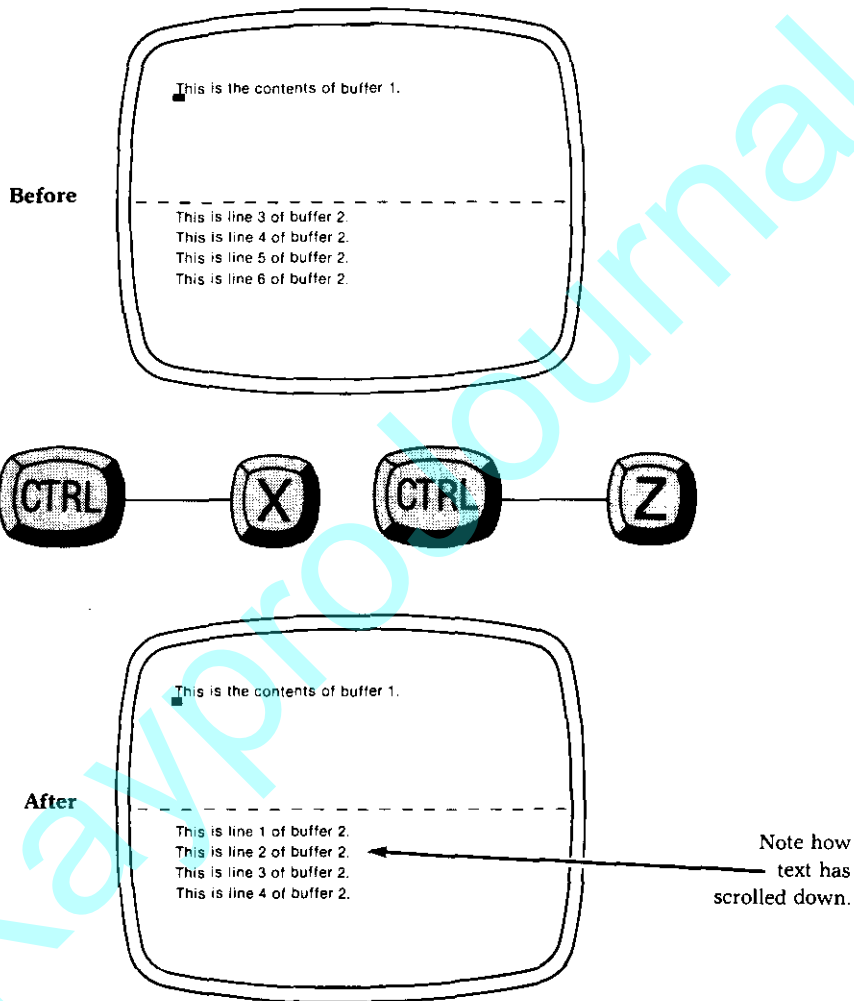 This is the contents of buffer 1.
Before
This is line 3 of buffer 2.
This is line 4 of buffer 2.
This is line 5 of buffer 2.
This is line 6 of buffer 2.
CTRL X CTRL Z
This is the contents of buffer 1.
After
This is line 1 of buffer 2.
This is line 2 of buffer 2.
This is line 3 of buffer 2.
This is line 4 of buffer 2.
Note how
text has
scrolled down.
KayproJournal